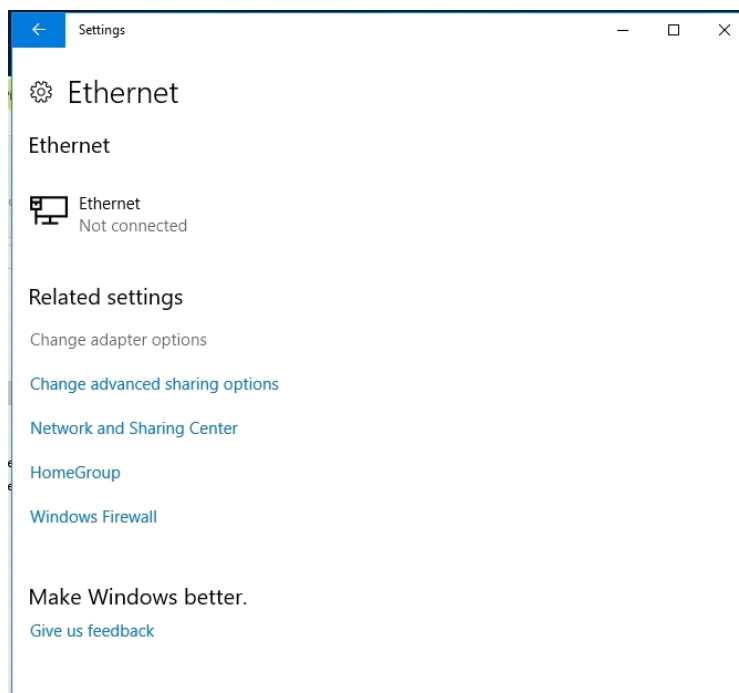 Settings
Ethernet
Ethernet
Ethernet
Not connected
Related settings
Change adapter options
Change advanced sharing options
Network and Sharing Center
HomeGroup
Windows Firewall
Make Windows better.
Give us feedback